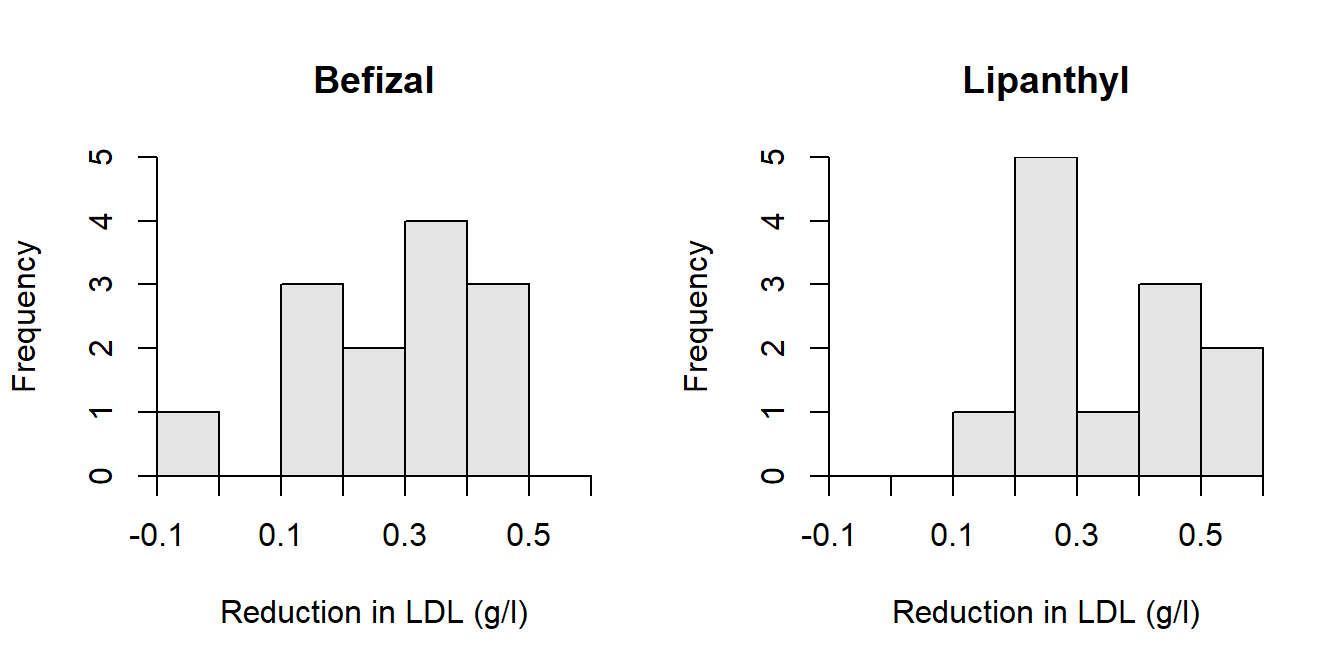 Befizal
Frequency
5
4
3
2
1
0
-0.1 0.1 0.3 0.5
Reduction in LDL (g/l)
Lipanthyl
Frequency
5
4
3
2
1
0
-0.1 0.1 0.3 0.5
Reduction in LDL (g/l)